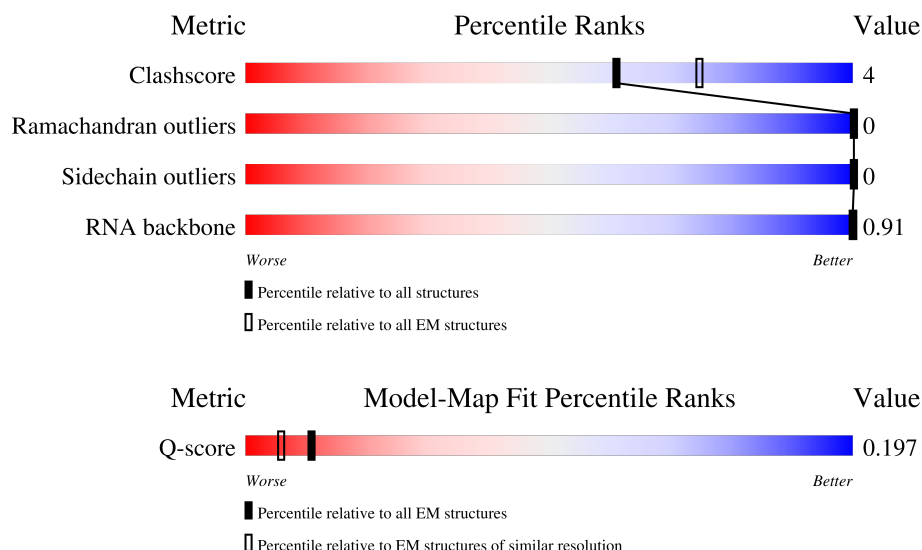 Metric Percentile Ranks Value
Clashscore 4
Ramachandran outliers 0
Sidechain outliers 0
RNA backbone 0.91
Worse Better
Percentile relative to all structures
Percentile relative to all EM structures
Metric Model-Map Fit Percentile Ranks Value
Q-score 0.197
Worse Better
Percentile relative to all EM structures
Percentile relative to EM structures of similar resolution